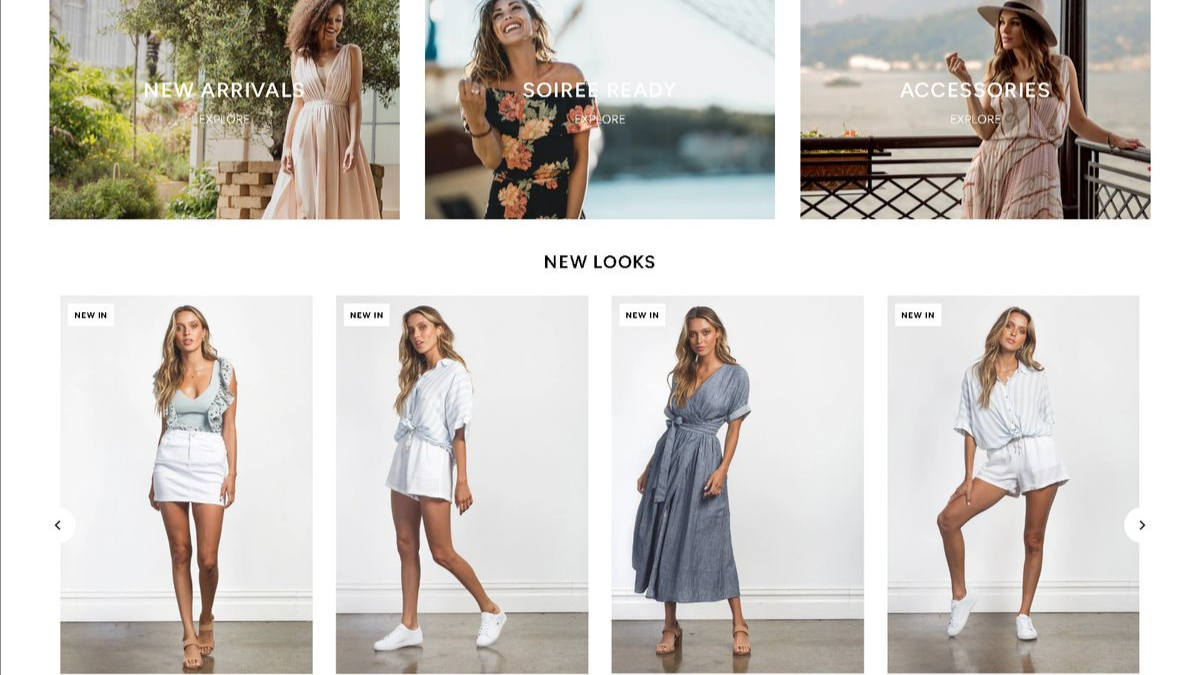 NEW ARRIVALS
EXPLORE
SOIREE READY
EXPLORE
ACCESSORIES
EXPLORE
NEW LOOKS
NEW IN
NEW IN
NEW IN
NEW IN